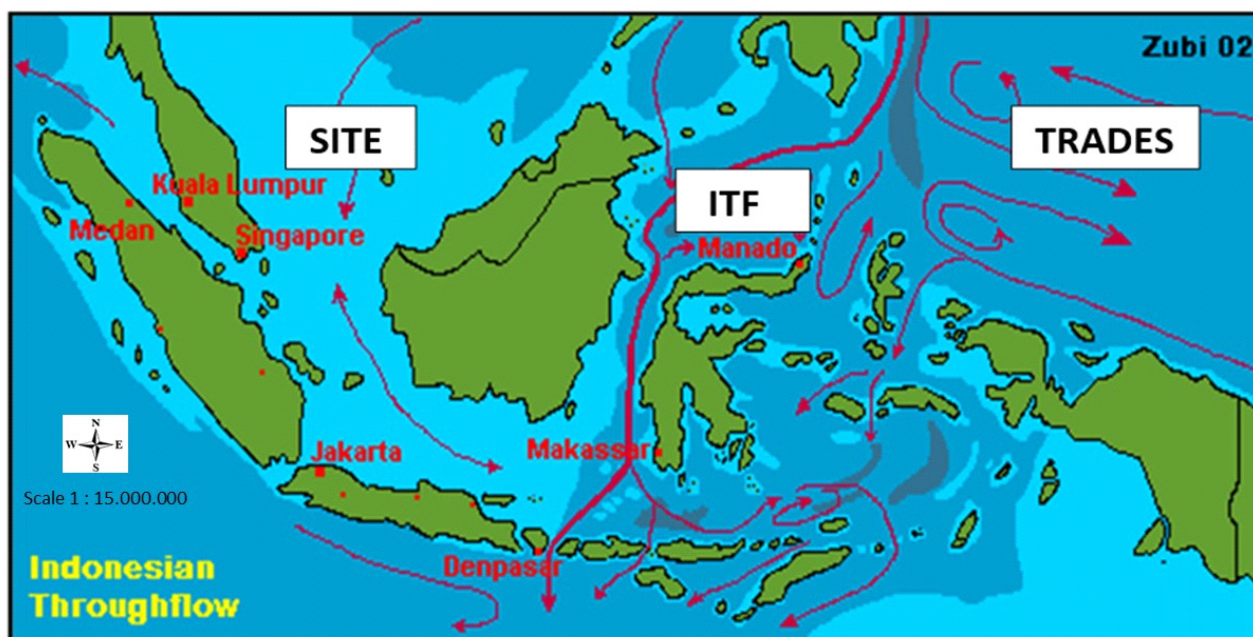 Zubi 02
SITE
TRADES
Kuala Lumpur
ITF
Medan
Singapore
Manado
N
W E
S
Jakarta
Makassar
Scale 1 : 15.000.000
Indonesian
Throughflow
Denpasar